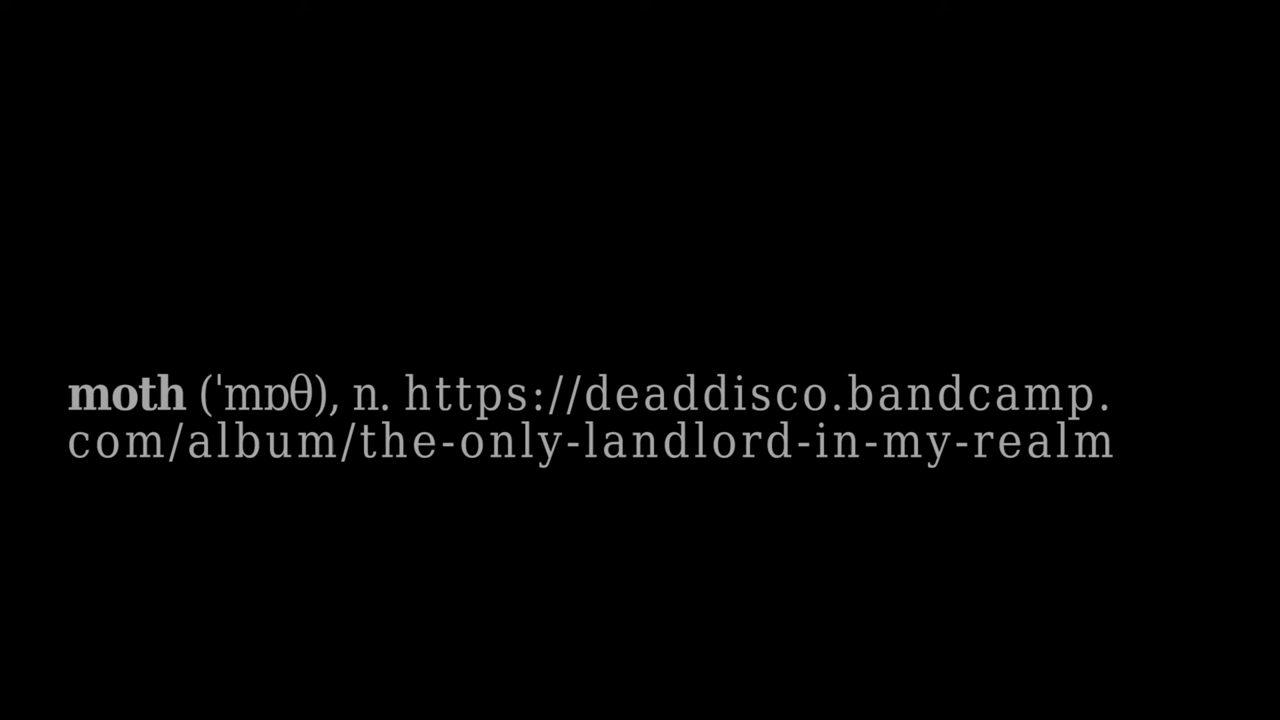 moth (ˈmɒθ), n. https://deaddisco.bandcamp.
com/album/the-only-landlord-in-my-realm